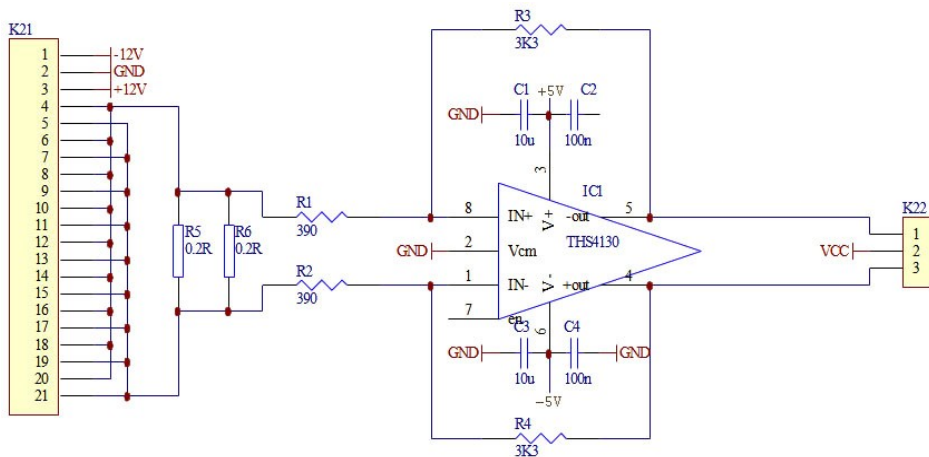 K21
1
2
3
4
5
6
7
8
9
10
11
12
13
14
15
16
17
18
19
20
21
-12V
GND
+12V
R5
0.2R
R6
0.2R
R1
390
R2
390
R3
3K3
C1
+5V
C2
GND
10u
100n
3
IC1
8
IN+
V+
-out
5
GND
2
Vcm
THS4130
1
IN-
V-
+out
4
7
en
6
C3
C4
GND
GND
10u
100n
-5V
R4
3K3
K22
1
VCC
2
3